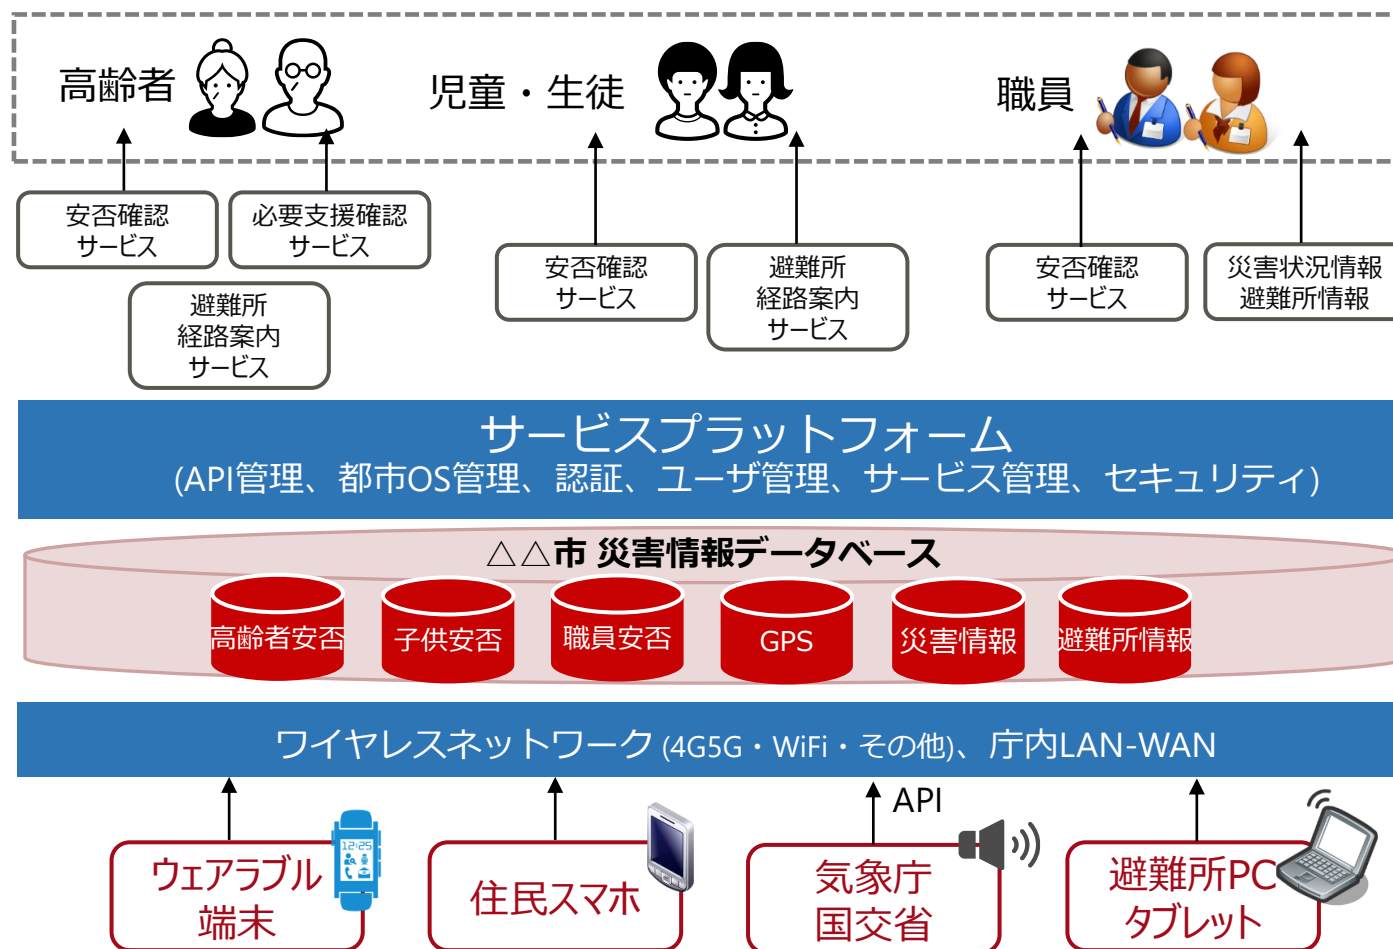 高齢者
児童・生徒
職員
安否確認
サービス
必要支援確認
サービス
避難所
経路案内
サービス
安否確認
サービス
避難所
経路案内
サービス
安否確認
サービス
災害状況情報
避難所情報
サービスプラットフォーム
(API管理、都市OS管理、認証、ユーザ管理、サービス管理、セキュリティ)
△△市 災害情報データベース
高齢者安否
子供安否
職員安否
GPS
災害情報
避難所情報
ワイヤレスネットワーク (4G5G・WiFi・その他)、庁内LAN-WAN
API
ウェアラブル
端末
12:25
住民スマホ
気象庁
国交省
避難所PC
タブレット